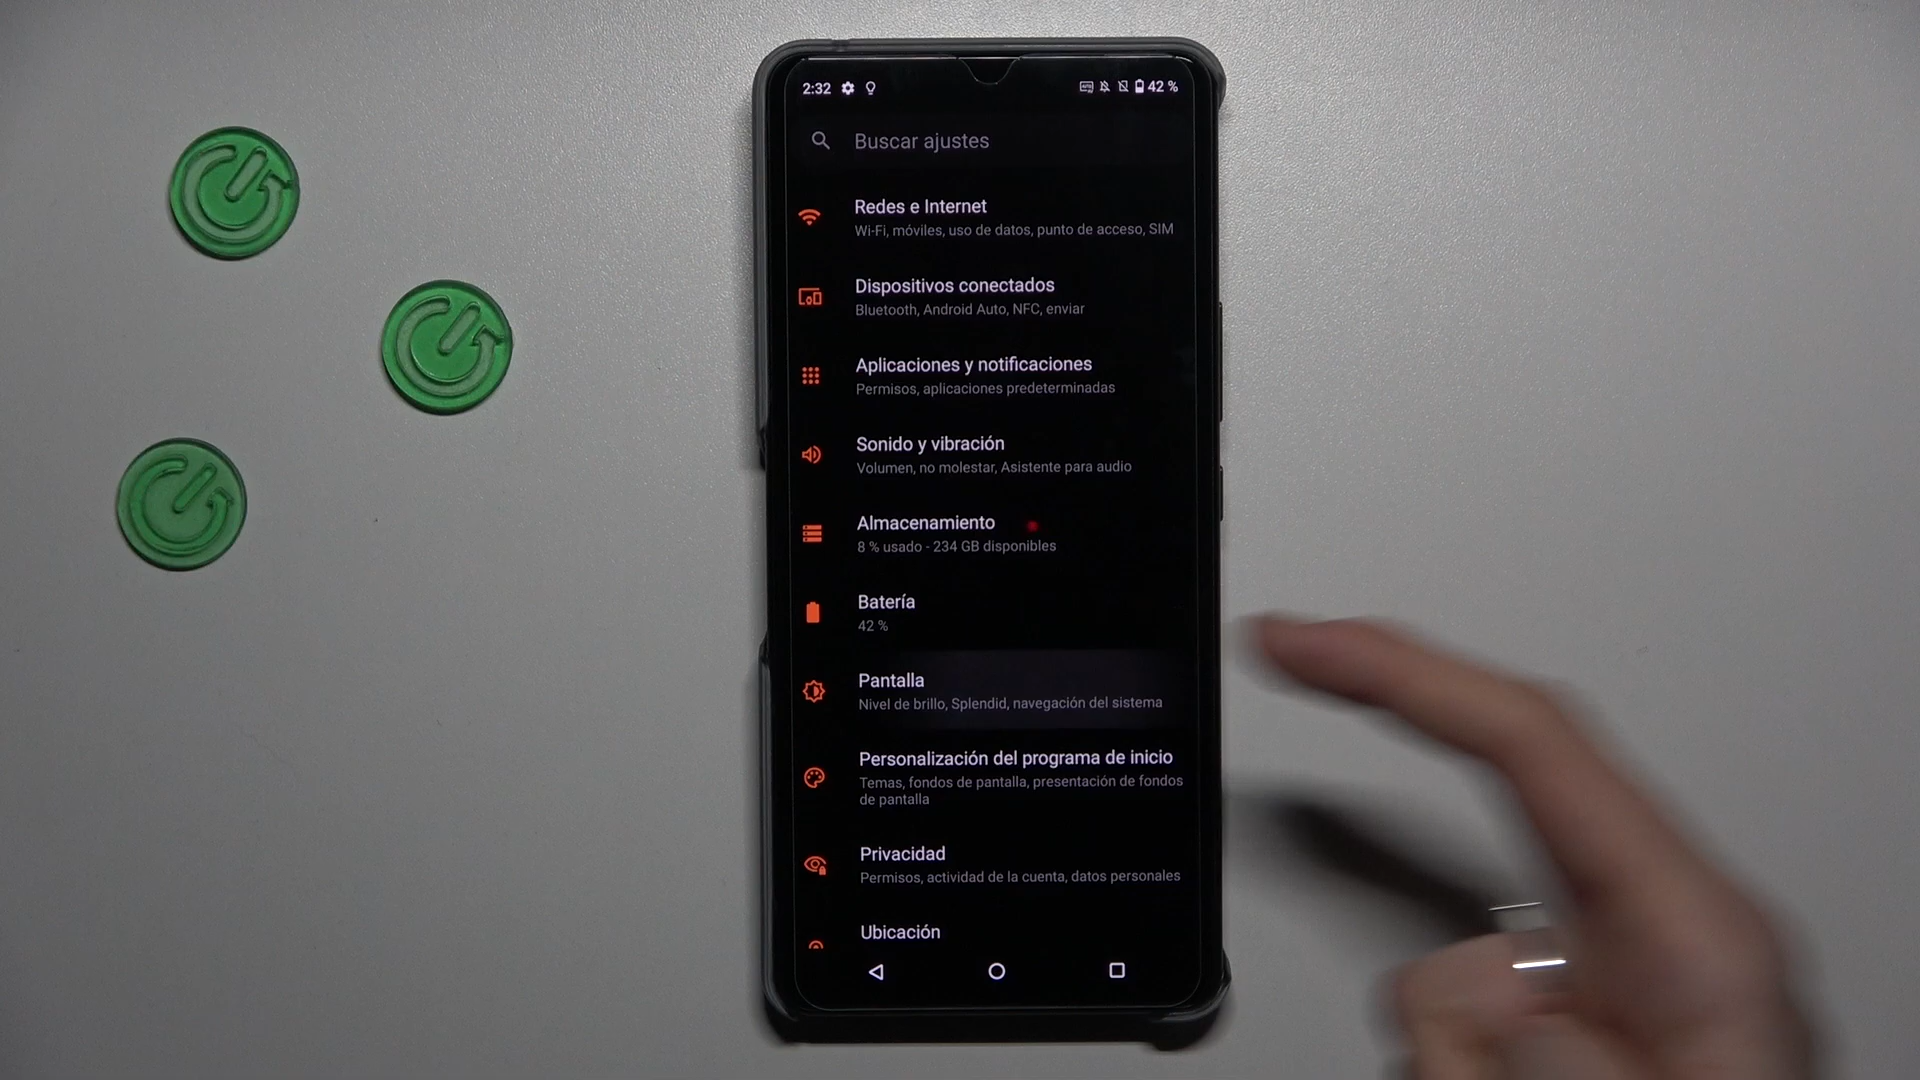 2:32 42 %
Buscar ajustes
Redes e Internet
Wi-Fi, móviles, uso de datos, punto de acceso, SIM
Dispositivos conectados
Bluetooth, Android Auto, NFC, enviar
Aplicaciones y notificaciones
Permisos, aplicaciones predeterminadas
Sonido y vibración
Volumen, no molestar, Asistente para audio
Almacenamiento
8 % usado - 234 GB disponibles
Batería
42 %
Pantalla
Nivel de brillo, Splendid, navegación del sistema
Personalización del programa de inicio
Temas, fondos de pantalla, presentación de fondos
de pantalla
Privacidad
Permisos, actividad de la cuenta, datos personales
Ubicación